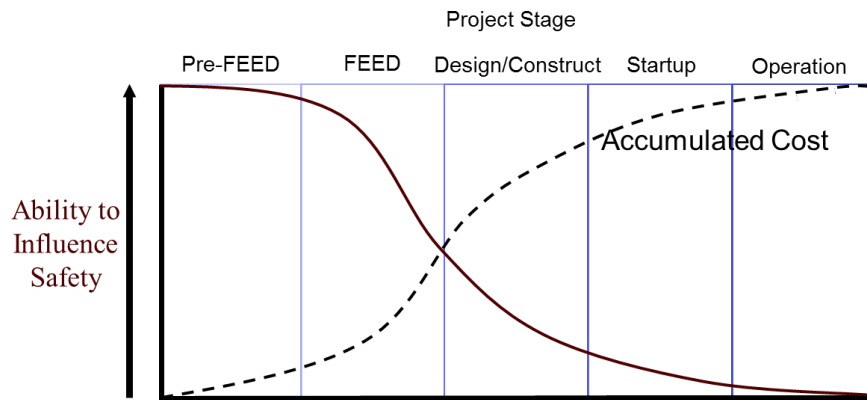 Project Stage
Pre-FEED FEED Design/Construct Startup Operation
Accumulated Cost
Ability to
Influence
Safety